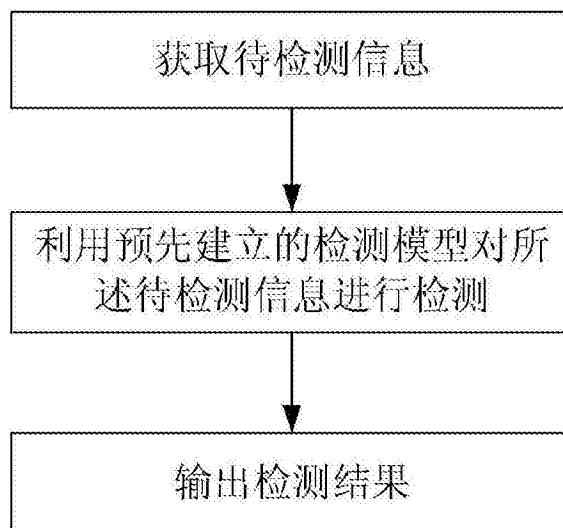 获取待检测信息
利用预先建立的检测模型对所
述待检测信息进行检测
输出检测结果